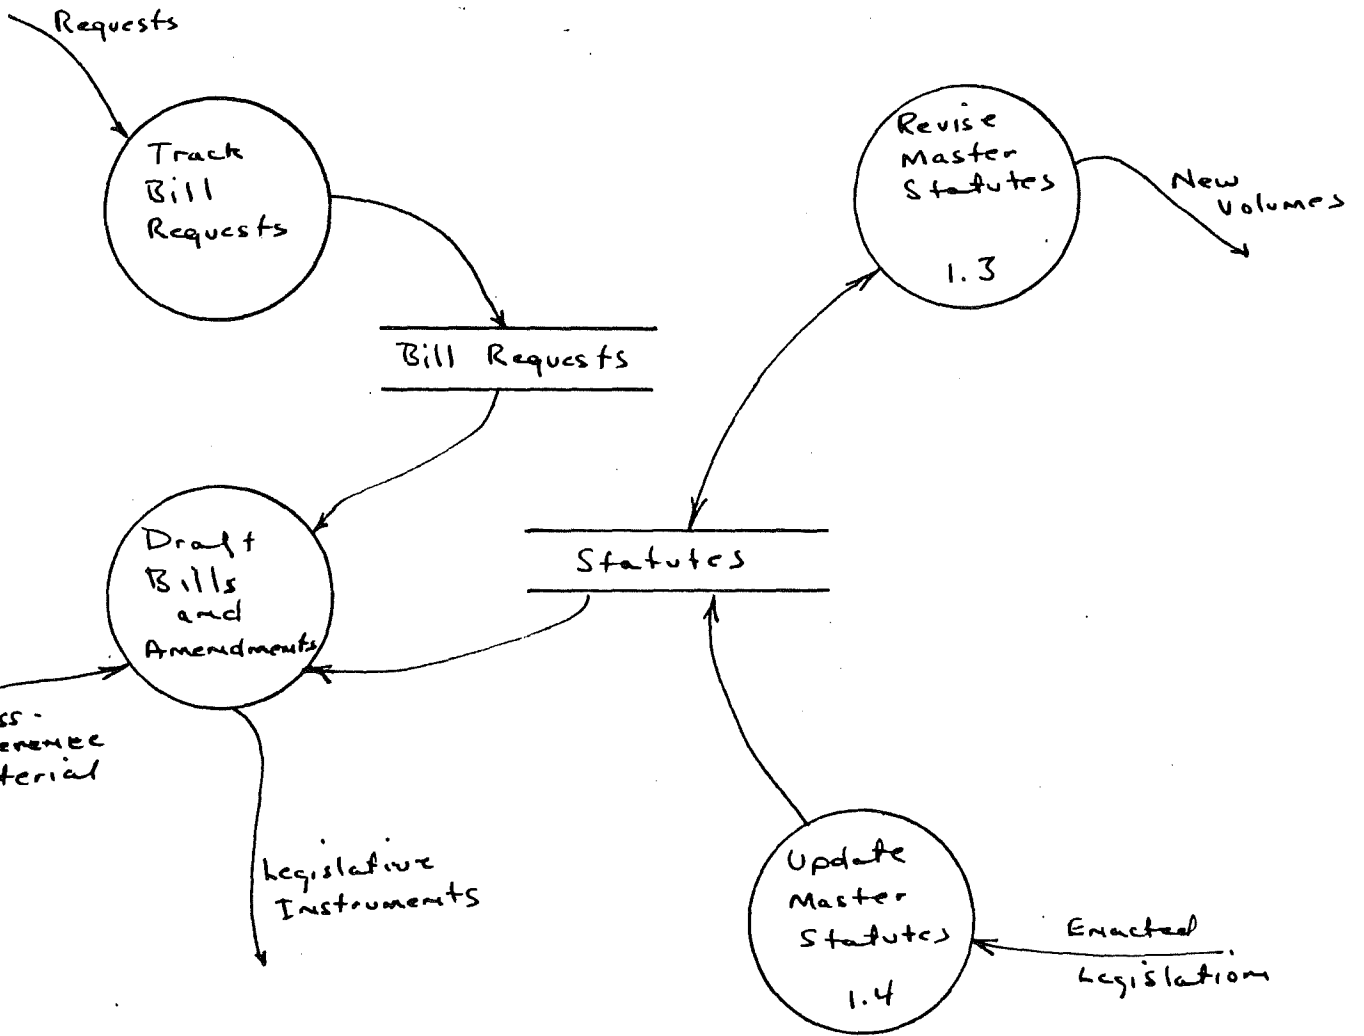 Requests
Track
Bill
Requests
Revise
Master
Statutes
1.3
New
Volumes
Bill Requests
Draft
Bills
and
Amendments
Statutes
Legislative
Instruments
Update
Master
Statutes
1.4
Enacted
Legislation